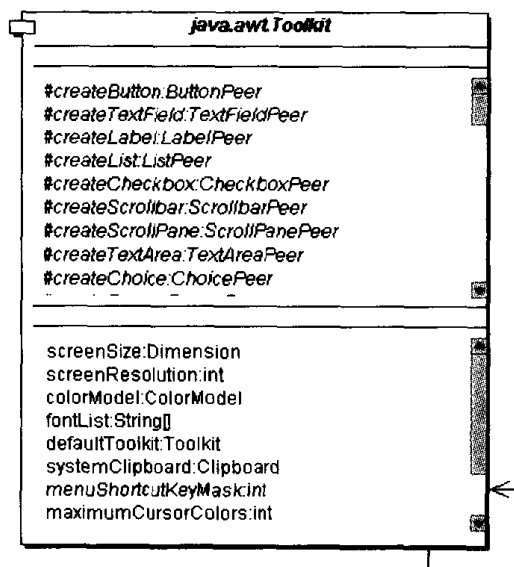 java.awt.Toolkit
#createButton:ButtonPeer
#createTextField:TextFieldPeer
#createLabel:LabelPeer
#createList:ListPeer
#createCheckbox:CheckboxPeer
#createScrollbar:ScrollbarPeer
#createScrollPane:ScrollPanePeer
#createTextArea:TextAreaPeer
#createChoice:ChoicePeer
screenSize:Dimension
screenResolution:int
colorModel:ColorModel
fontList:String[]
defaultToolkit:Toolkit
systemClipboard:Clipboard
menuShortcutKeyMask:int
maximumCursorColors:int